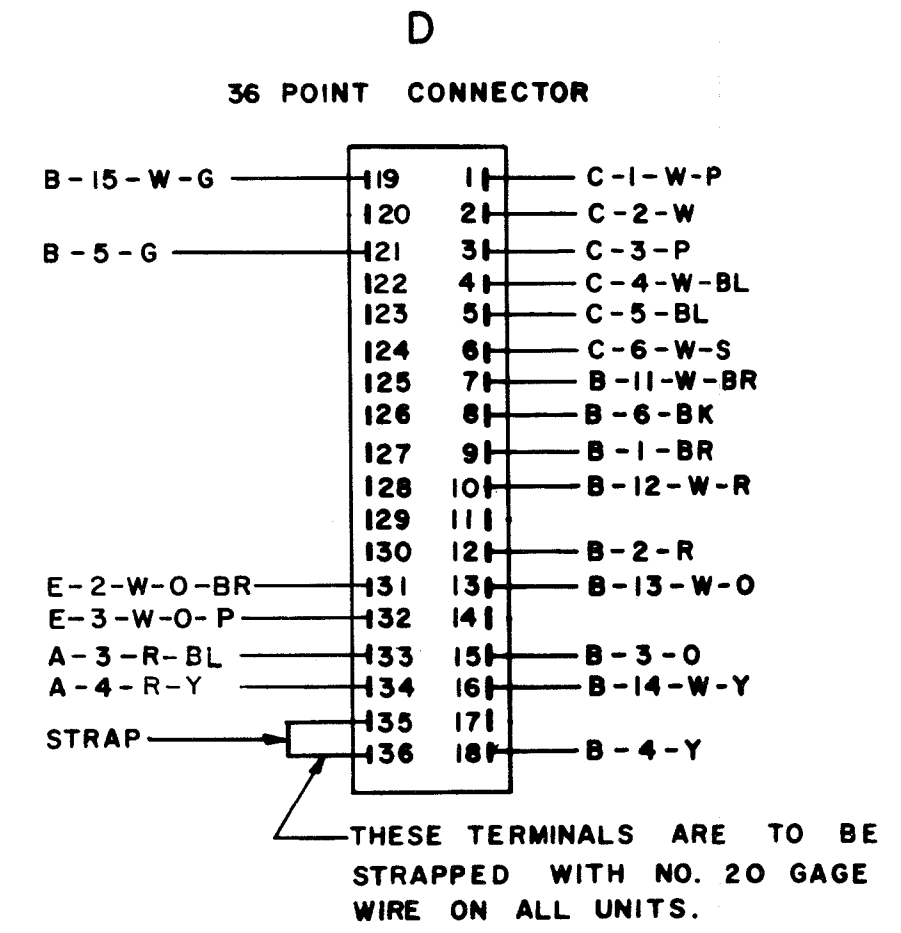 D
36 POINT CONNECTOR
B-15-W-G 19 1 C-1-W-P
20 2 C-2-W
B-5-G 21 3 C-3-P
22 4 C-4-W-BL
23 5 C-5-BL
24 6 C-6-W-S
25 7 B-11-W-BR
26 8 B-6-BK
27 9 B-1-BR
28 10 B-12-W-R
29 11
30 12 B-2-R
E-2-W-O-BR 31 13 B-13-W-O
E-3-W-O-P 32 14
A-3-R-BL 33 15 B-3-O
A-4-R-Y 34 16 B-14-W-Y
35 17
STRAP 36 18 B-4-Y
THESE TERMINALS ARE TO BE
STRAPPED WITH NO. 20 GAGE
WIRE ON ALL UNITS.